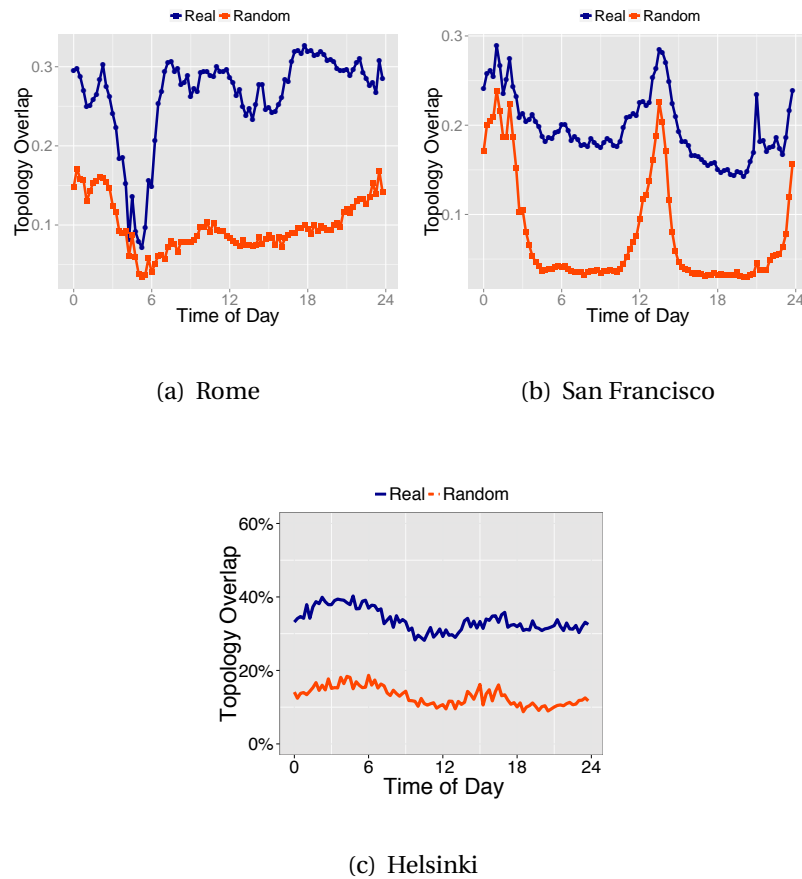 Real Random
Topology Overlap
0.3
0.1
0 6 12 18 24
Time of Day
(a) Rome
Real Random
Topology Overlap
0.3
0.2
0.1
0 6 12 18 24
Time of Day
(b) San Francisco
Real Random
Topology Overlap
60%
40%
20%
0%
0 6 12 18 24
Time of Day
(c) Helsinki